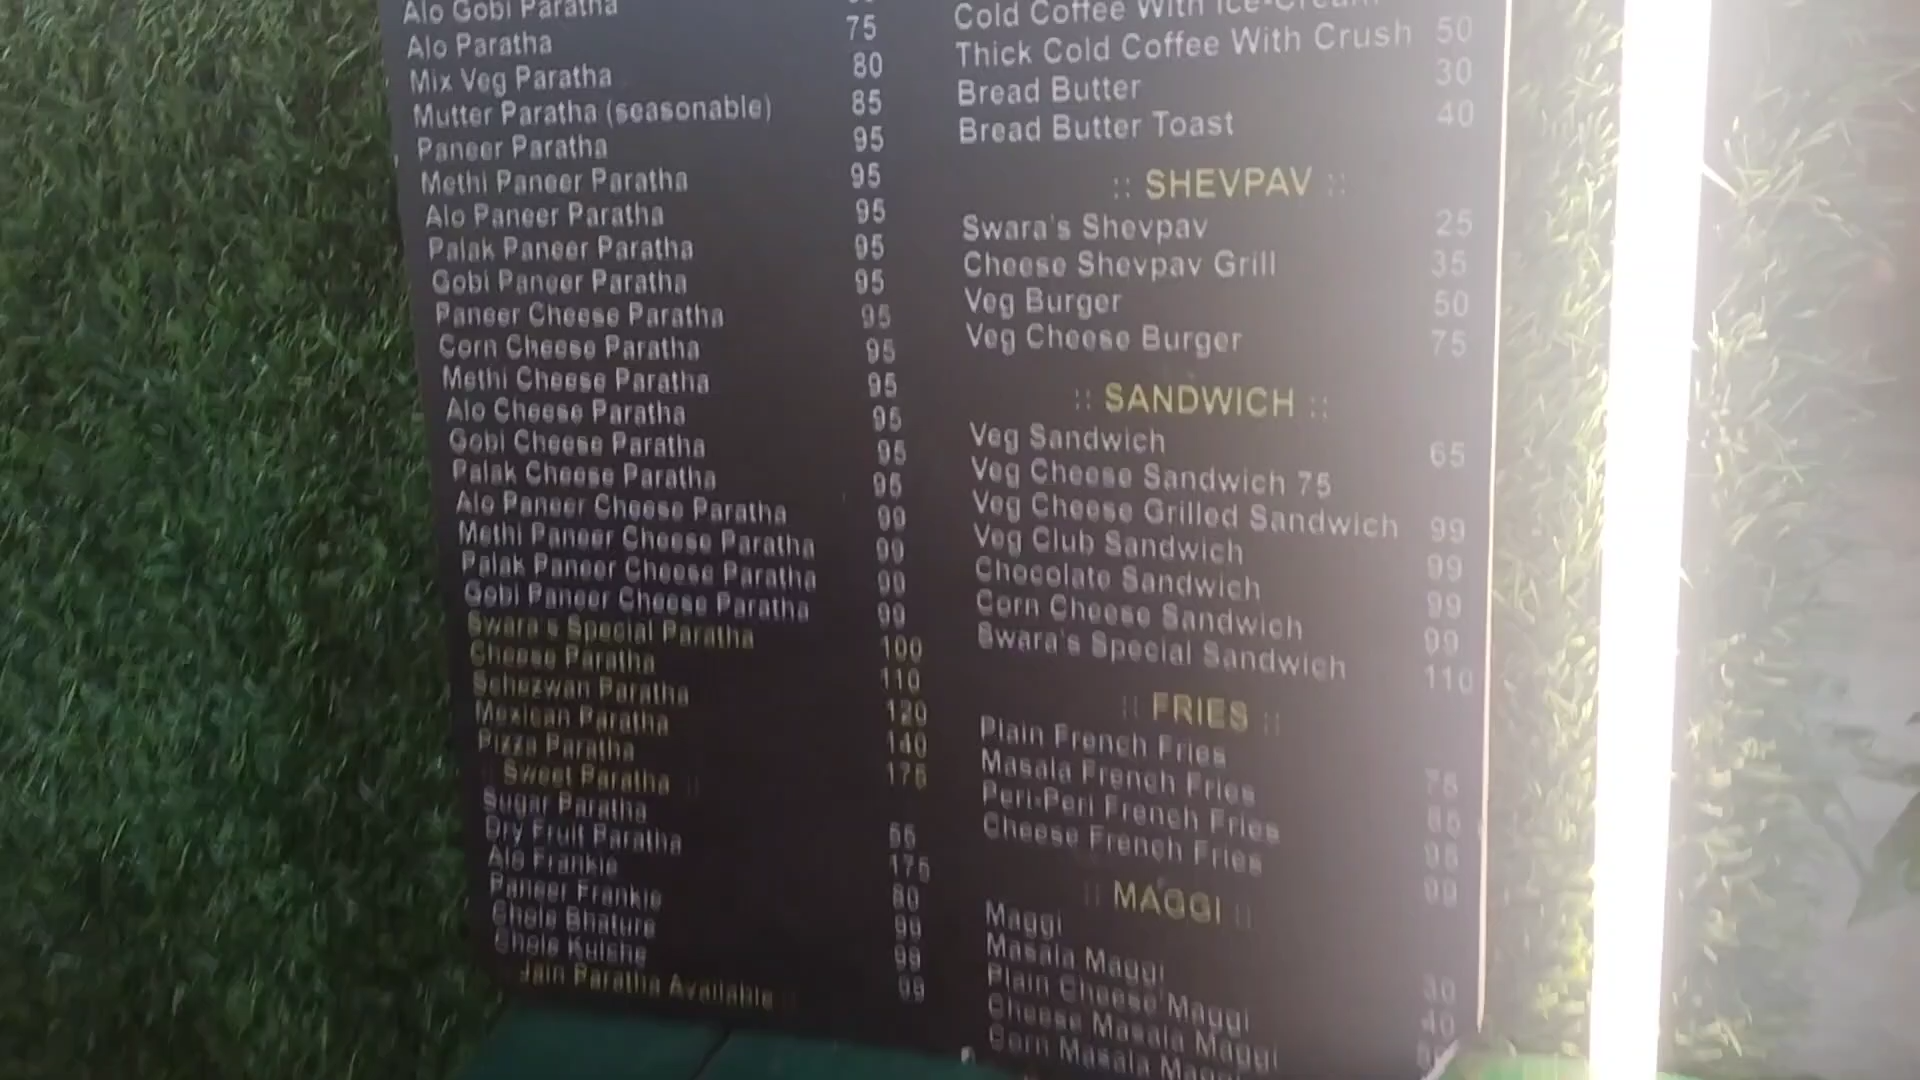 Alo Gobi Paratha
Alo Paratha 75
Mix Veg Paratha 80
Mutter Paratha (seasonable) 85
Paneer Paratha 95
Methi Paneer Paratha 95
Alo Paneer Paratha 95
Palak Paneer Paratha 95
Gobi Paneer Paratha 95
Paneer Cheese Paratha 95
Corn Cheese Paratha 95
Methi Cheese Paratha 95
Alo Cheese Paratha 95
Gobi Cheese Paratha 95
Palak Cheese Paratha 95
Alo Paneer Cheese Paratha 99
Methi Paneer Cheese Paratha 99
Palak Paneer Cheese Paratha 99
Gobi Paneer Cheese Paratha 99
Swara's Special Paratha 100
Cheese Paratha 110
Schezwan Paratha 120
Mexican Paratha 140
Pizza Paratha 175
:: Sweet Paratha ::
Sugar Paratha 55
Dry Fruit Paratha 175
Alo Frankie 80
Paneer Frankie 99
Chole Bhature 99
Chole Kulche 99
Jain Paratha Available
Cold Coffee With Ice-Cream
Thick Cold Coffee With Crush 50
Bread Butter 30
Bread Butter Toast 40
:: SHEVPAV ::
Swara's Shevpav 25
Cheese Shevpav Grill 35
Veg Burger 50
Veg Cheese Burger 75
:: SANDWICH ::
Veg Sandwich 65
Veg Cheese Sandwich 75
Veg Cheese Grilled Sandwich 99
Veg Club Sandwich 99
Chocolate Sandwich 99
Corn Cheese Sandwich 99
Swara's Special Sandwich 110
:: FRIES ::
Plain French Fries 75
Masala French Fries 85
Peri-Peri French Fries 95
Cheese French Fries 99
:: MAGGI ::
Maggi 30
Masala Maggi 40
Plain Cheese Maggi
Cheese Masala Maggi
Corn Masala Maggi